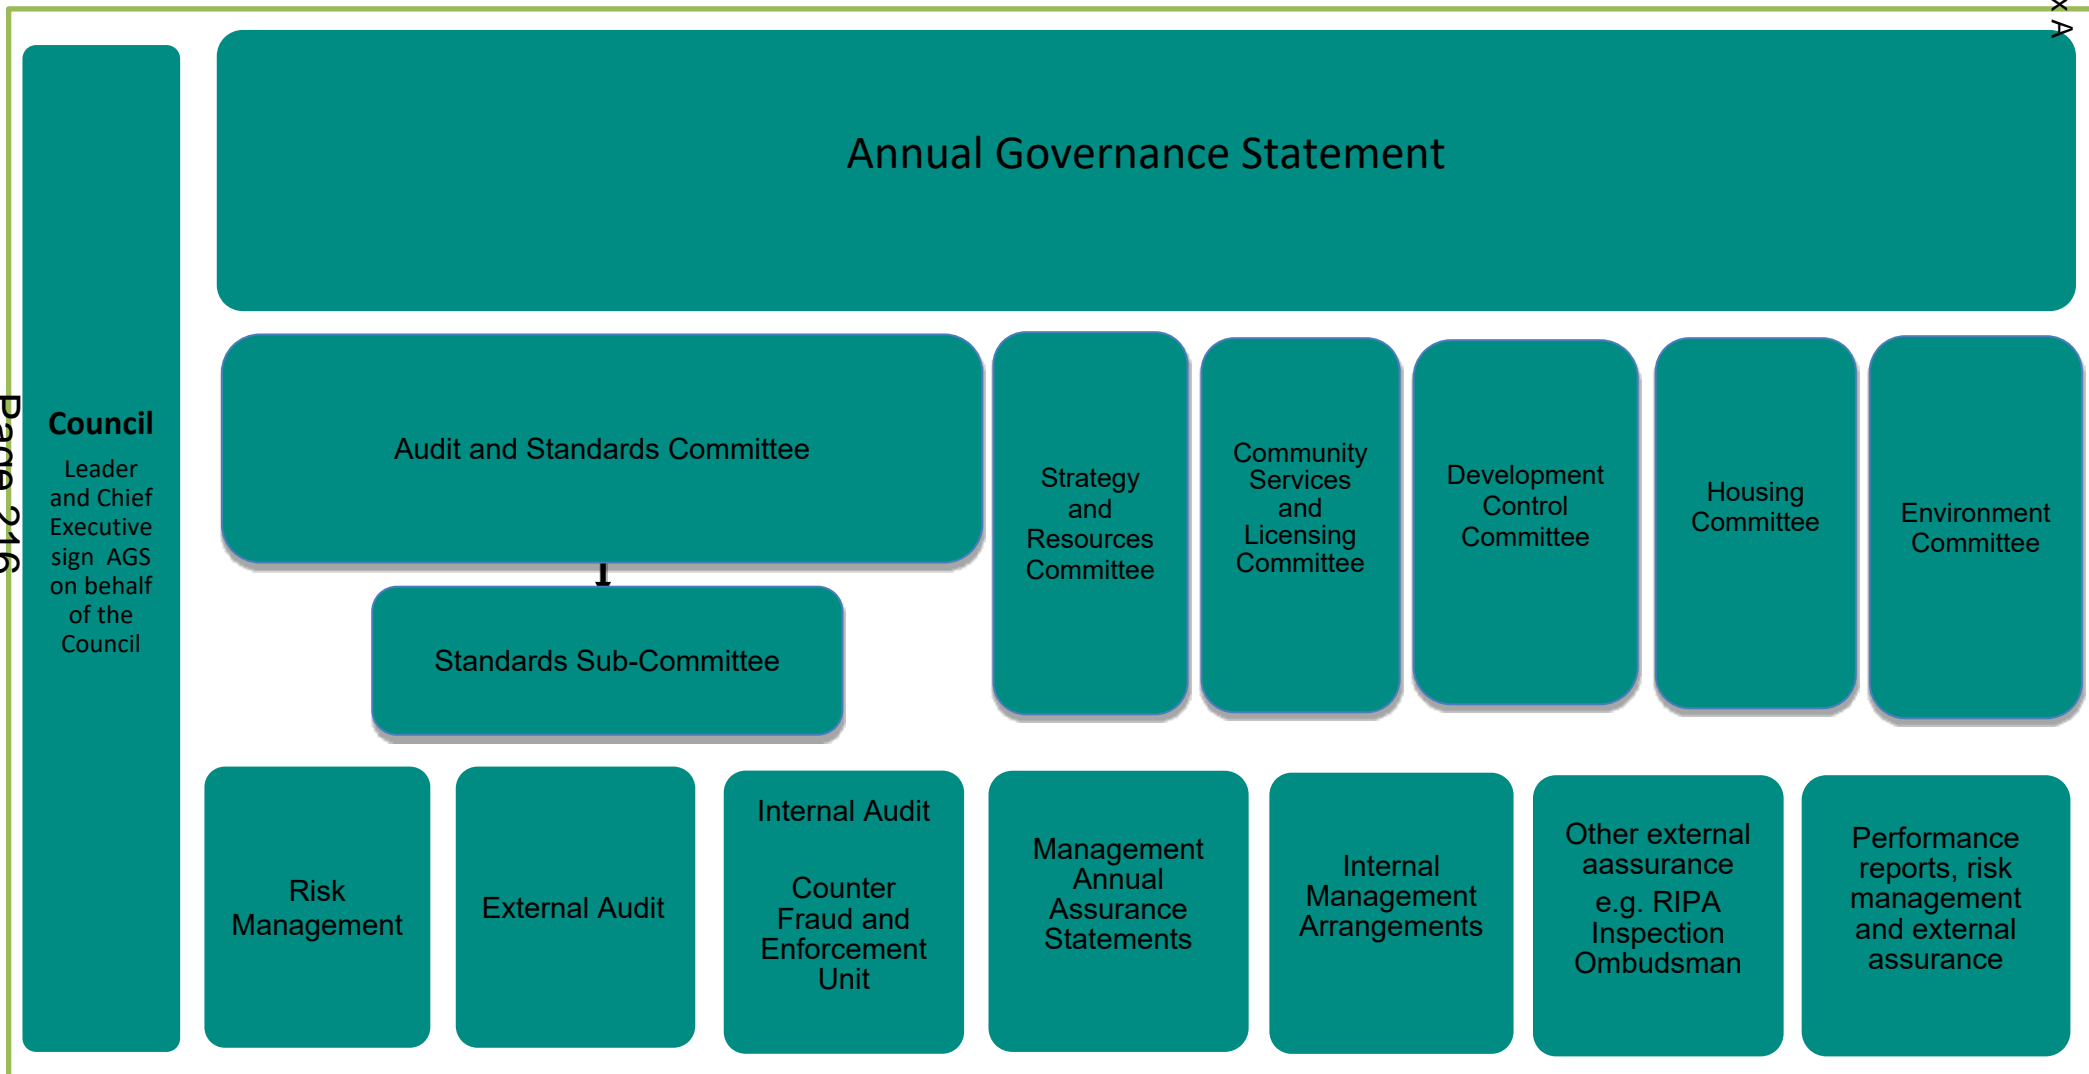 x A
Annual Governance Statement
Page 216
Council
Leader
and Chief
Executive
sign AGS
on behalf
of the
Council
Audit and Standards Committee
Standards Sub-Committee
Strategy
and
Resources
Committee
Community
Services
and
Licensing
Committee
Development
Control
Committee
Housing
Committee
Environment
Committee
Risk
Management
External Audit
Internal Audit
Counter
Fraud and
Enforcement
Unit
Management
Annual
Assurance
Statements
Internal
Management
Arrangements
Other external
aassurance
e.g. RIPA
Inspection
Ombudsman
Performance
reports, risk
management
and external
assurance